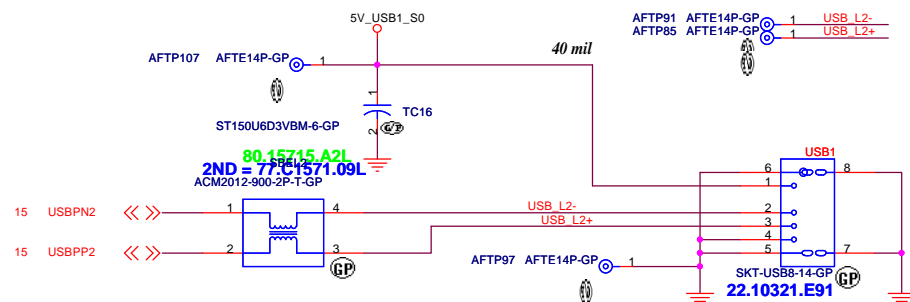 5V_USB1_S0
AFTP91 AFTE14P-GP 1 USB_L2-
AFTP85 AFTE14P-GP 1 USB_L2+
40 mil
AFTP107 AFTE14P-GP 1
1
TC16
2
G/P
ST150U6D3VBM-6-GP
80.15715.A2L
2ND = 77.C1571.09L
SBEL2
ACM2012-900-2P-T-GP
USB1
6 8
1
15 USBPN2 1 4 USB_L2- 2
USB_L2+ 3
4
15 USBPP2 2 3 5 7
GP
AFTP97 AFTE14P-GP 1
SKT-USB8-14-GP
GP
22.10321.E91